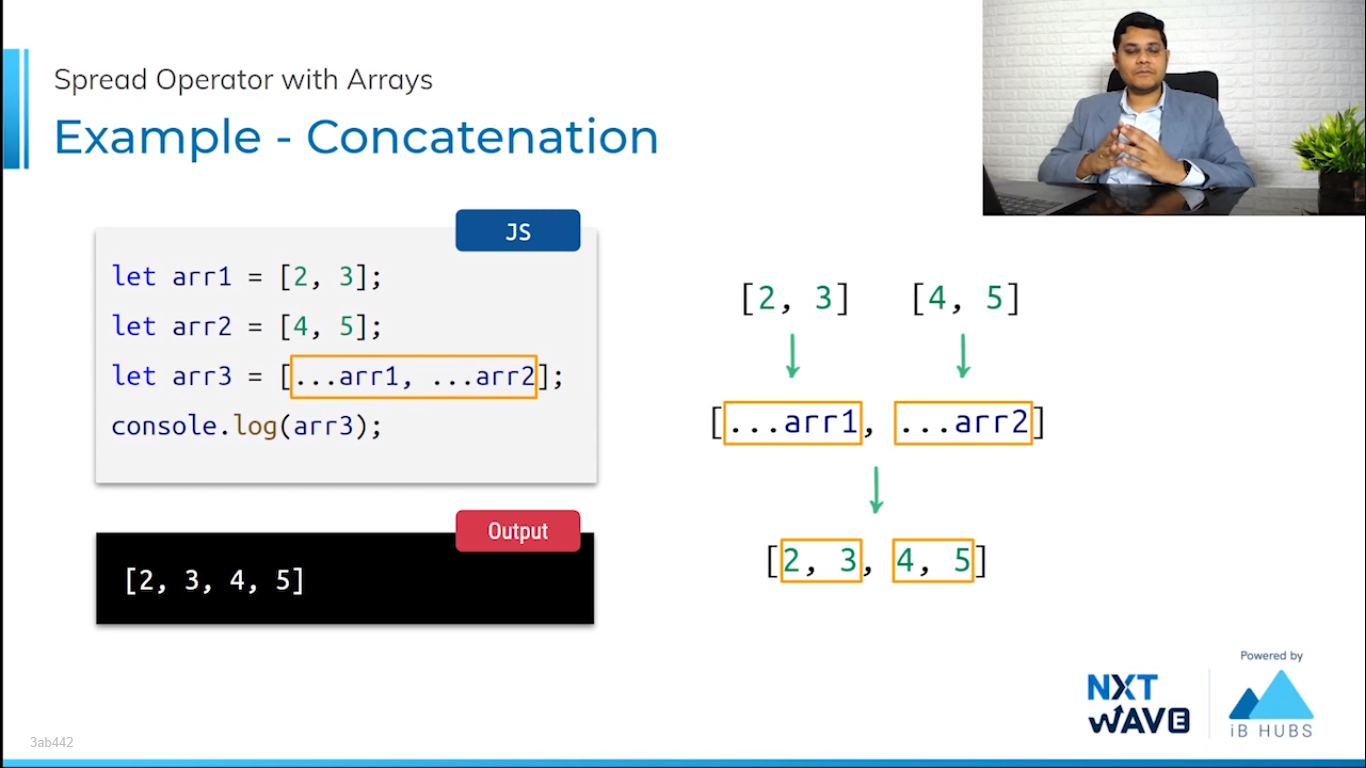 Spread Operator with Arrays
Example - Concatenation
JS
let arr1 = [2, 3];
let arr2 = [4, 5];
let arr3 = [...arr1, ...arr2];
console.log(arr3);
Output
[2, 3, 4, 5]
[2, 3] [4, 5]
[...arr1, ...arr2]
[2, 3, 4, 5]
Powered by
NXT
WAVE
iB HUBS
3ab442